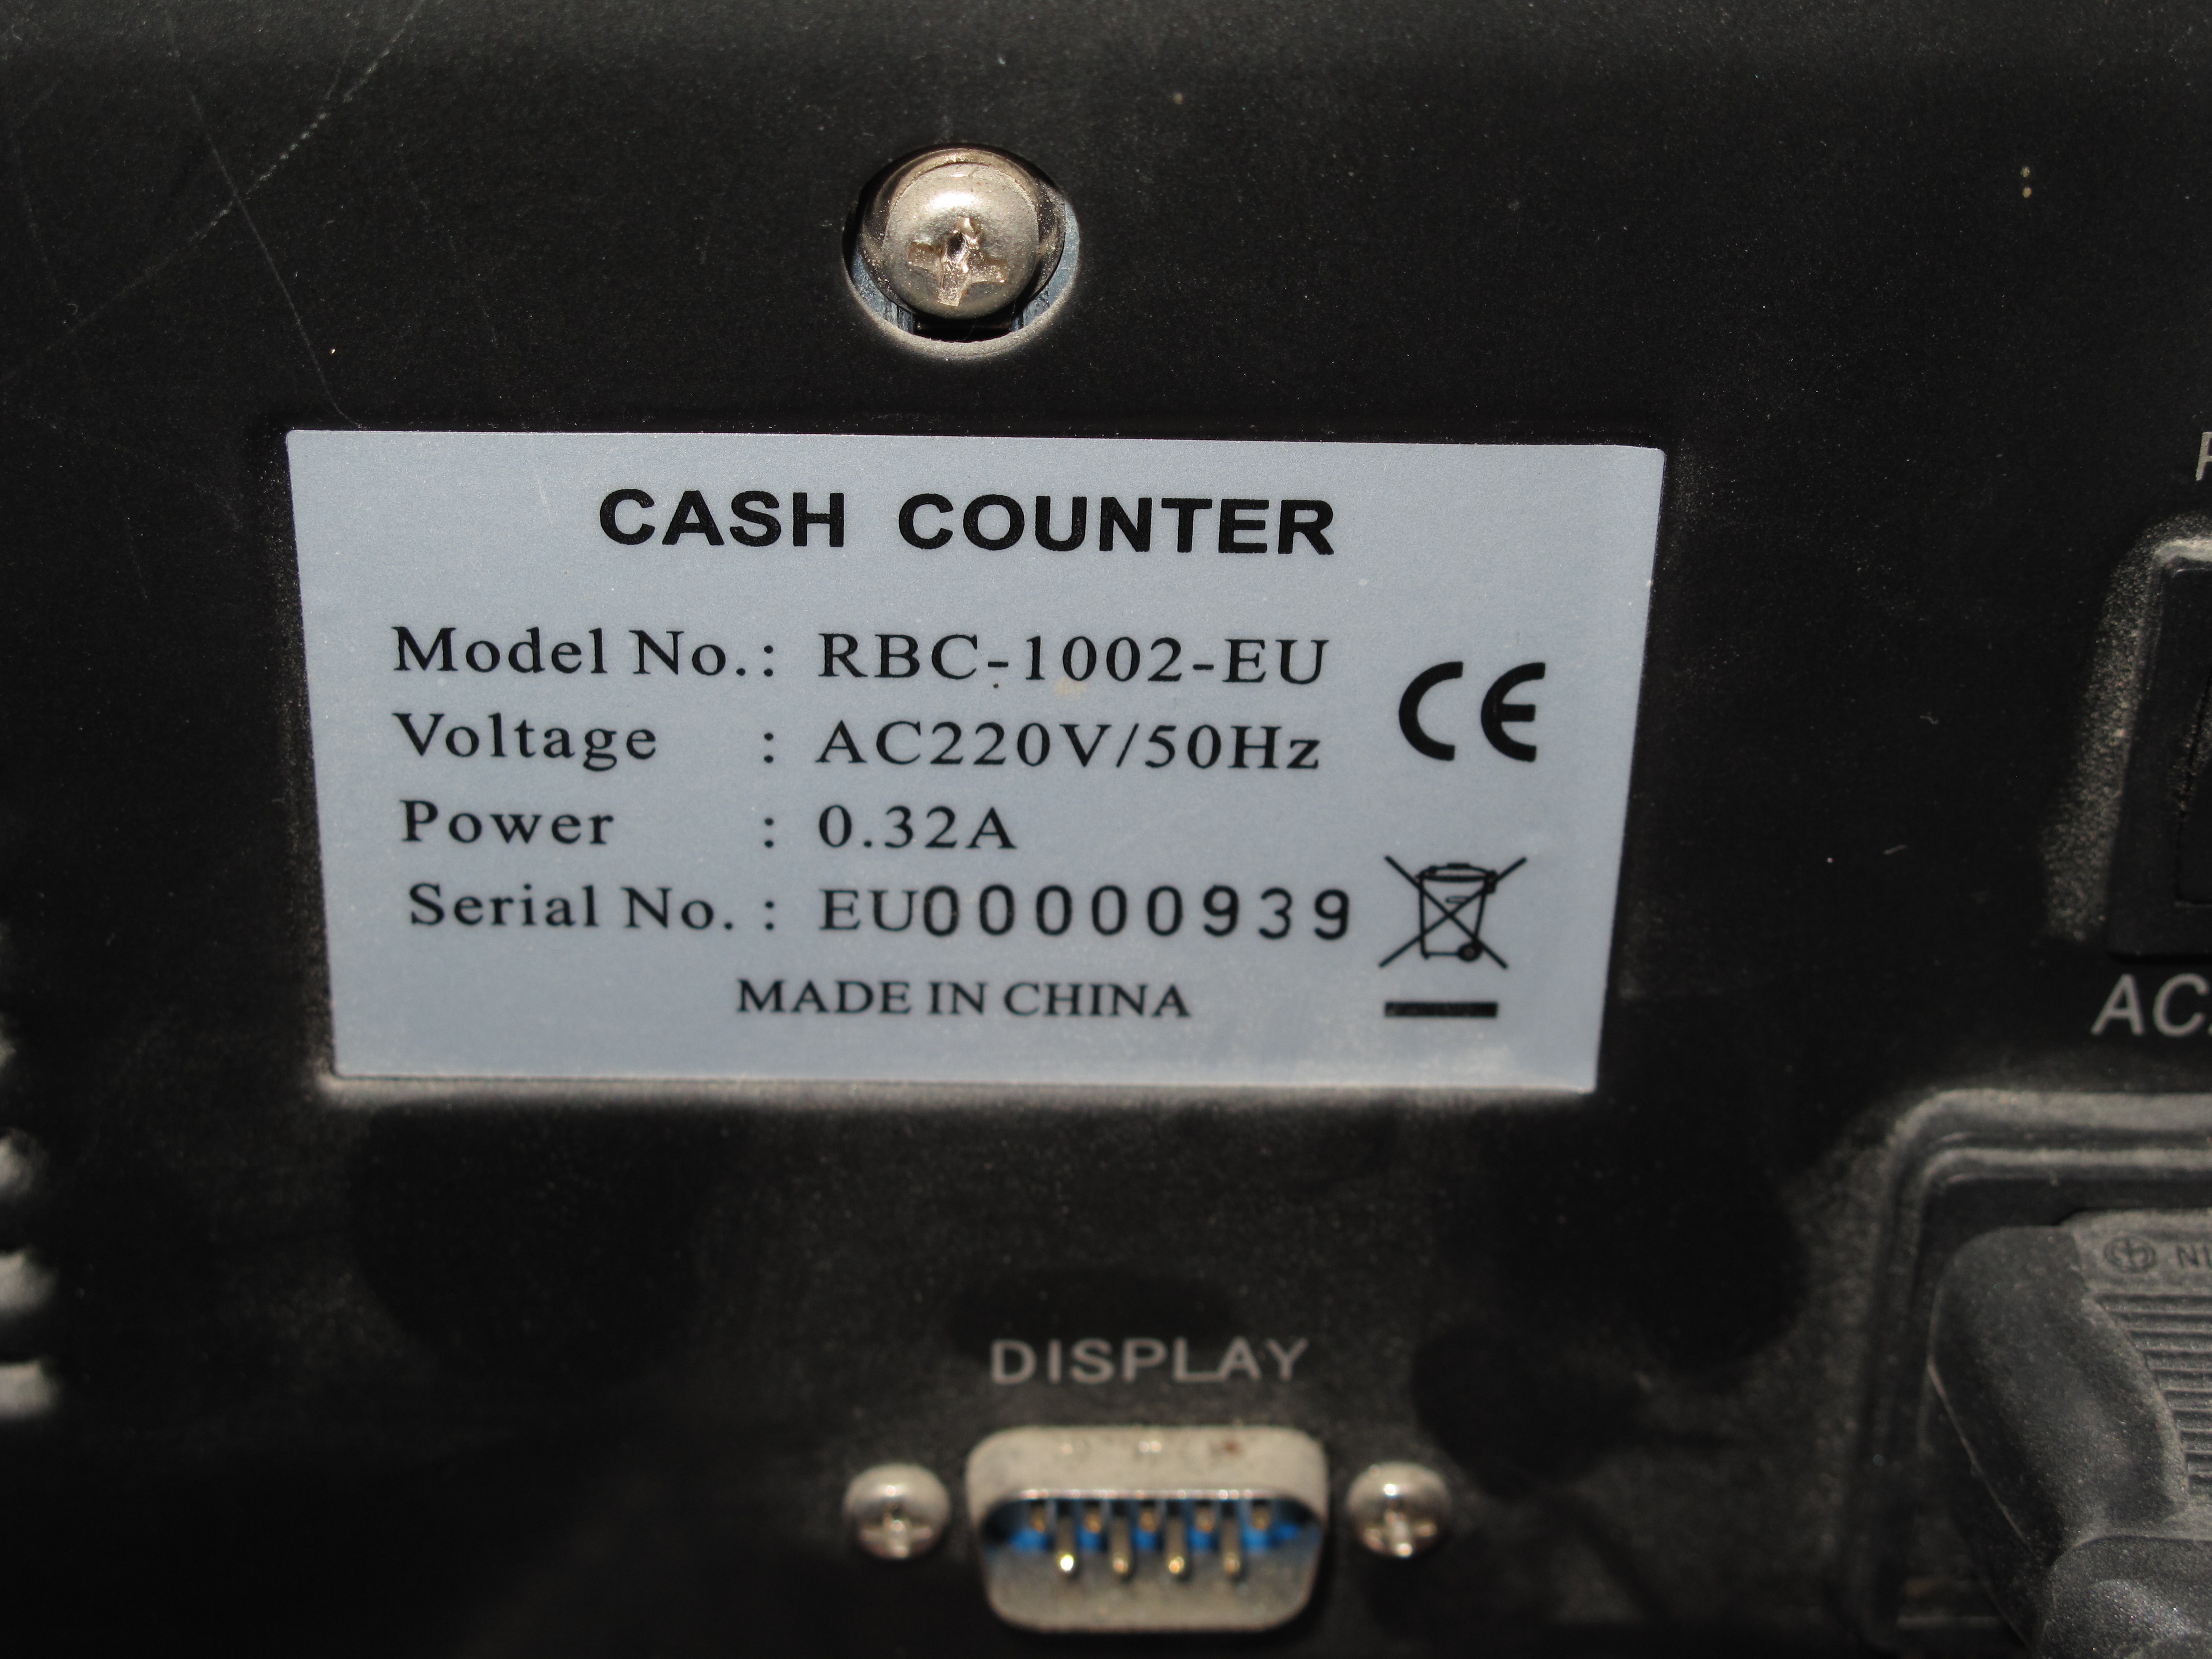 CASH COUNTER
Model No.: RBC-1002-EU
Voltage : AC220V/50Hz
Power : 0.32A
Serial No. : EU00000939
MADE IN CHINA
CE
AC
DISPLAY